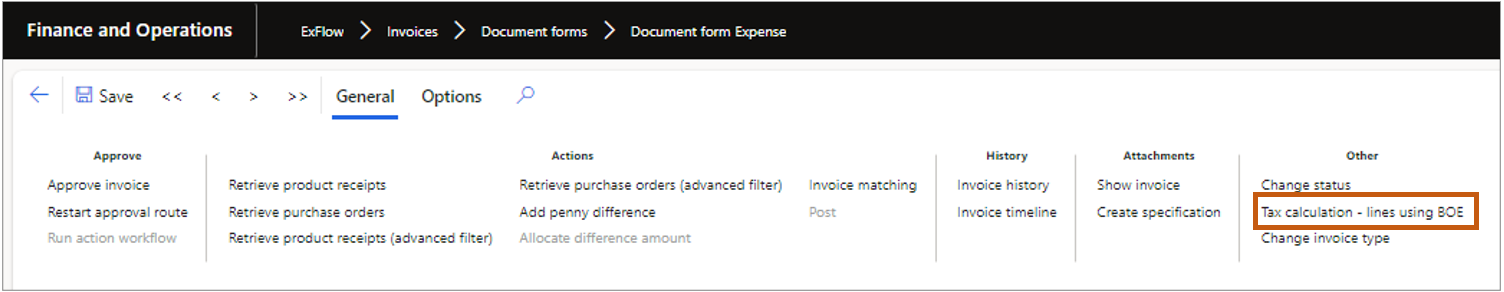 Finance and Operations
ExFlow > Invoices > Document forms > Document form Expense
Save << < > >> General Options
Approve Actions History Attachments Other
Approve invoice Retrieve product receipts Retrieve purchase orders (advanced filter) Invoice matching Invoice history Show invoice Change status
Restart approval route Retrieve purchase orders Add penny difference Post Invoice timeline Create specification Tax calculation - lines using BOE
Run action workflow Retrieve product receipts (advanced filter) Allocate difference amount Change invoice type